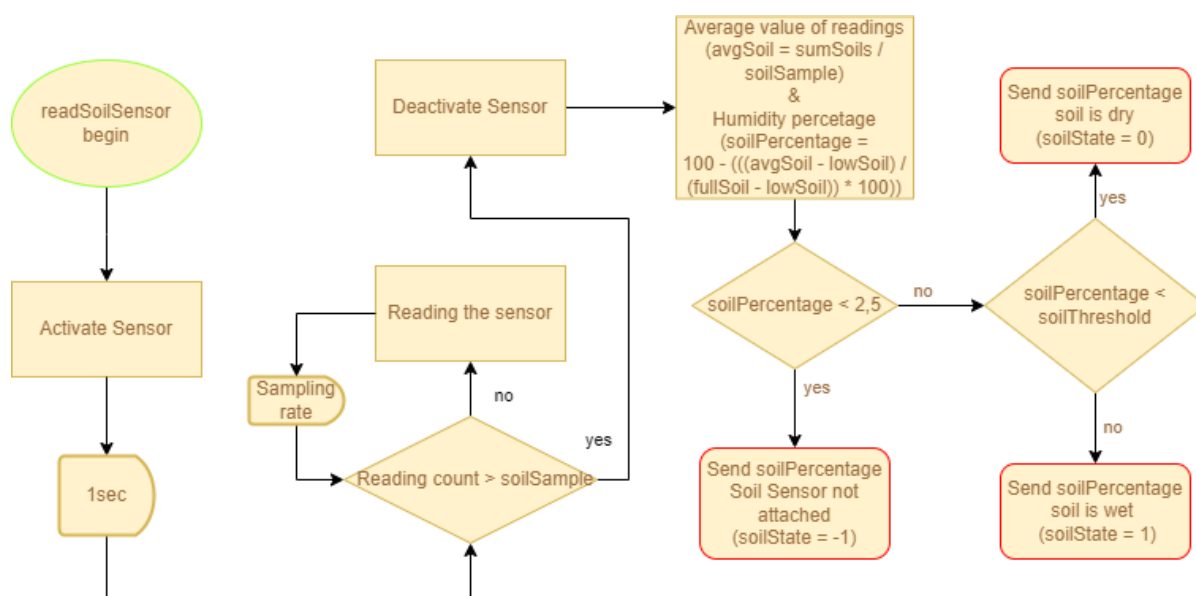 readSoilSensor
begin
Activate Sensor
1sec
Deactivate Sensor
Reading the sensor
Sampling
rate
no
yes
Reading count > soilSample
Average value of readings
(avgSoil = sumSoils /
soilSample)
&
Humidity percetage
(soilPercentage =
100 - (((avgSoil - lowSoil) /
(fullSoil - lowSoil)) * 100))
soilPercentage < 2,5
no
yes
Send soilPercentage
Soil Sensor not
attached
(soilState = -1)
Send soilPercentage
soil is dry
(soilState = 0)
yes
soilPercentage <
soilThreshold
no
Send soilPercentage
soil is wet
(soilState = 1)